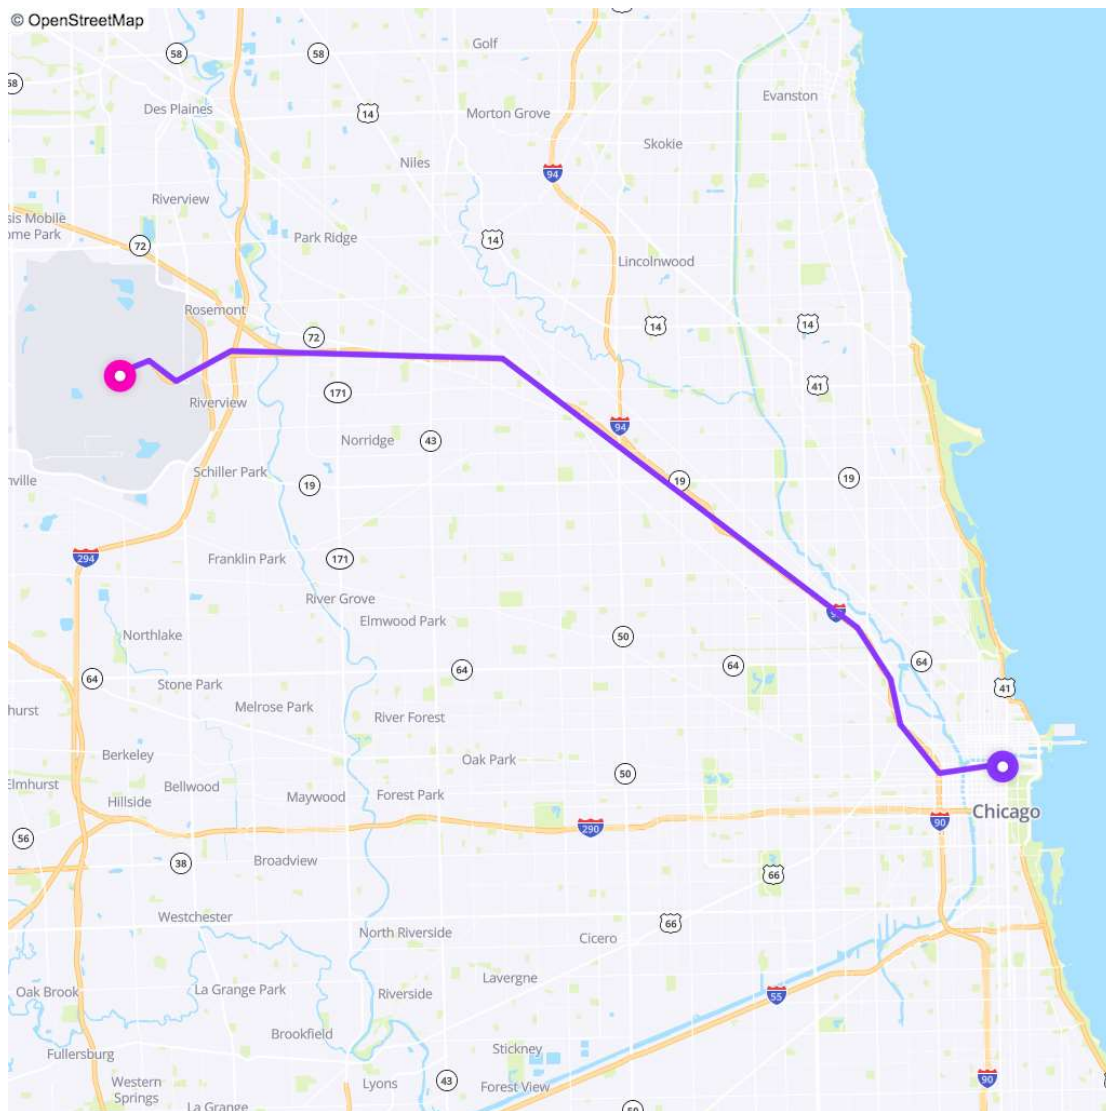 © OpenStreetMap
58
58
Golf
58
Des Plaines
14
Morton Grove
Evanston
Skokie
Niles
94
Riverview
sis Mobile
ome Park
72
Park Ridge
14
Lincolnwood
Rosemont
72
14
14
171
41
Riverview
Norridge
43
94
Schiller Park
19
19
19
nville
294
Franklin Park
171
River Grove
Elmwood Park
Northlake
50
64
64
64
64
Stone Park
41
hurst
Melrose Park
River Forest
Berkeley
Oak Park
50
Elmhurst
Bellwood
Maywood
Forest Park
Hillside
Chicago
56
290
90
38
Broadview
66
Westchester
66
North Riverside
Cicero
Lavergne
Oak Brook
La Grange Park
Riverside
55
Brookfield
Stickney
Fullersburg
Western
Springs
Lyons
43
Forest View
90
La Grange
50